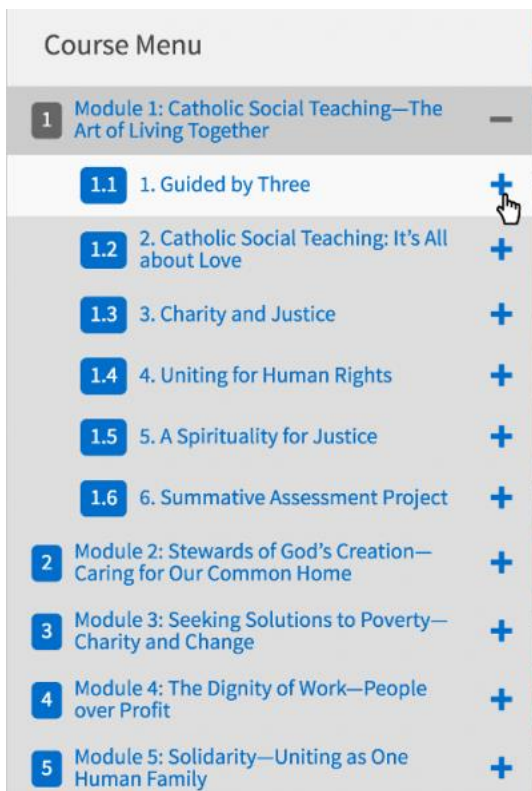 Course Menu
1 Module 1: Catholic Social Teaching—The
Art of Living Together
1.1 1. Guided by Three
1.2 2. Catholic Social Teaching: It’s All
about Love
1.3 3. Charity and Justice
1.4 4. Uniting for Human Rights
1.5 5. A Spirituality for Justice
1.6 6. Summative Assessment Project
2 Module 2: Stewards of God’s Creation—
Caring for Our Common Home
3 Module 3: Seeking Solutions to Poverty—
Charity and Change
4 Module 4: The Dignity of Work—People
over Profit
5 Module 5: Solidarity—Uniting as One
Human Family